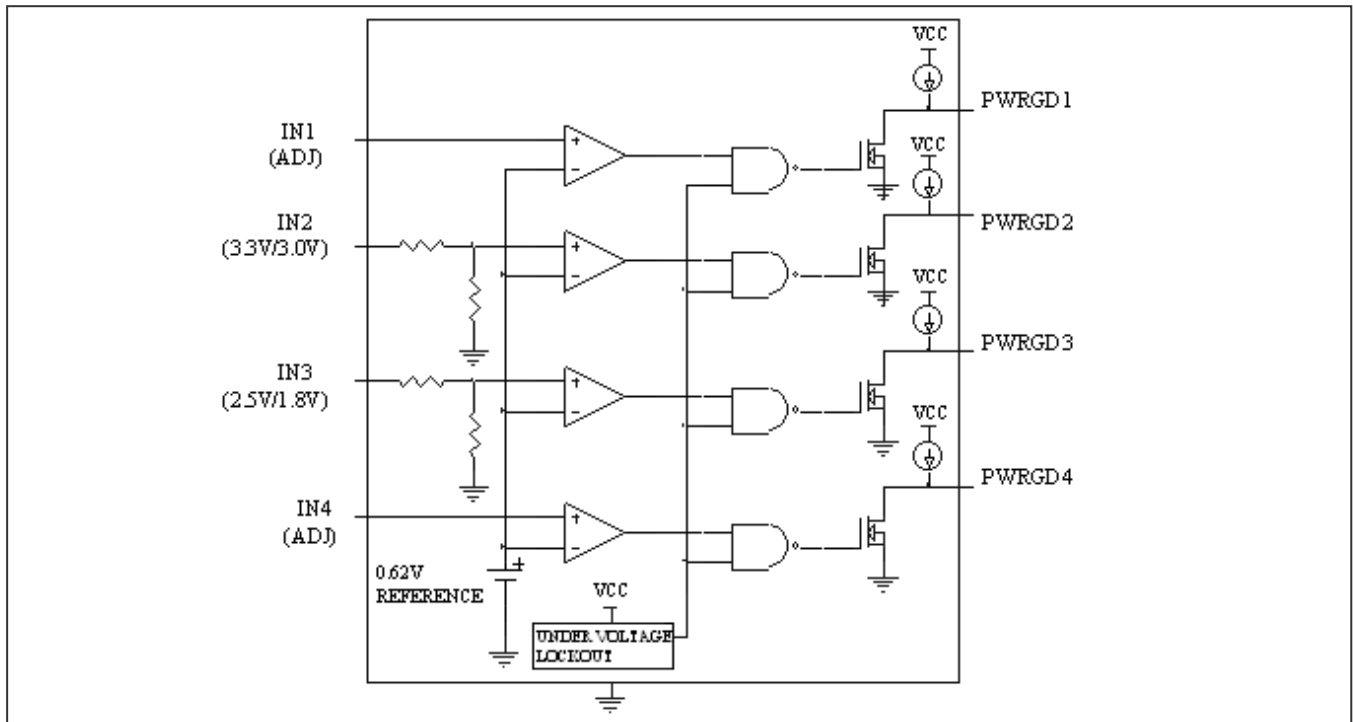 VCC
PWRGD1
IN1
(ADJ)
+
−
VCC
IN2
(3.3V/3.0V)
+
−
PWRGD2
VCC
IN3
(2.5V/1.8V)
+
−
PWRGD3
VCC
IN4
(ADJ)
+
−
PWRGD4
+
0.62V
REFERENCE
VCC
UNDER VOLTAGE
LOCKOUT